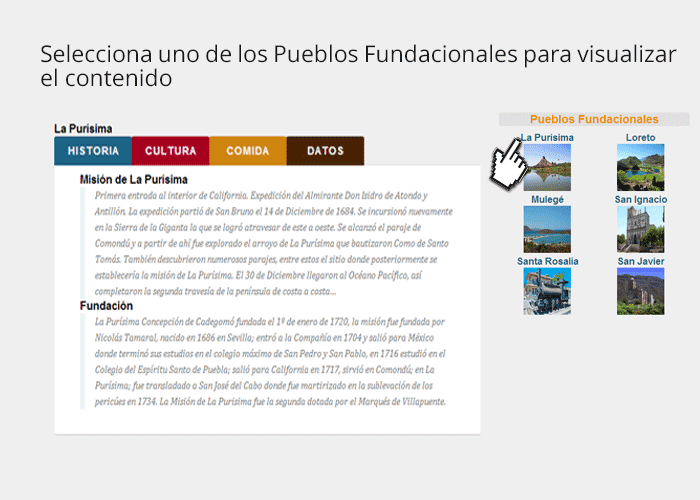 Selecciona uno de los Pueblos Fundacionales para visualizar
el contenido
La Purisima
HISTORIA CULTURA COMIDA DATOS
Misión de La Purísima
Primera entrada al interior de California. Expedición del Almirante Don Isidro de Atondo y
Antillón. La expedición partió de San Bruno el 14 de Diciembre de 1684. Se incursionó nuevamente
en la Sierra de la Giganta la que se logró atravesar de este a oeste. Se alcanzó el paraje de
Comondú y a partir de ahí fue explorado el arroyo de La Purísima que bautizaron Como de Santo
Tomás. También descubrieron numerosos parajes, entre estos el sitio donde posteriormente se
establecería la misión de La Purísima. El 30 de Diciembre llegaron al Océano Pacífico, así
completaron la segunda travesía de la península de costa a costa...
Fundación
La Purísima Concepción de Cadegomó fundada el 1º de enero de 1720, la misión fue fundada por
Nicolás Tamaral, nacido en 1686 en Sevilla; entró a la Compañía en 1704 y salió para México
donde terminó sus estudios en el colegio máximo de San Pedro y San Pablo, en 1716 estudió en el
Colegio del Espíritu Santo de Puebla; salió para California en 1717, sirvió en Comondú; en La
Purísima; fue transladado a San José del Cabo donde fue martirizado en la sublevación de los
pericúes en 1734. La Misión de La Purísima fue la segunda dotada por el Marqués de Villapuente.
Pueblos Fundacionales
La Purisima Loreto
Mulegé San Ignacio
Santa Rosalia San Javier